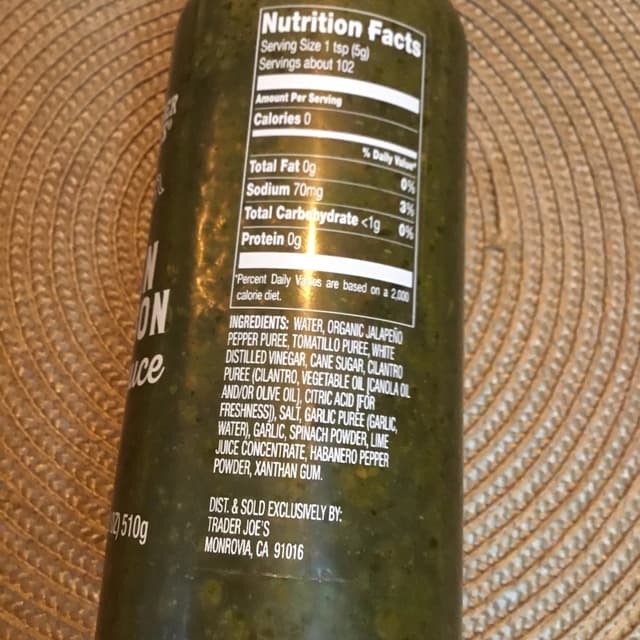 Nutrition Facts
Serving Size 1 tsp (5g)
Servings about 102
Amount Per Serving
Calories 0
% Daily Value*
Total Fat 0g 0%
Sodium 70mg 3%
Total Carbohydrate <1g 0%
Protein 0g
*Percent Daily Values are based on a 2,000
calorie diet.
INGREDIENTS: WATER, ORGANIC JALAPEÑO
PEPPER PUREE, TOMATILLO PUREE, WHITE
DISTILLED VINEGAR, CANE SUGAR, CILANTRO
PUREE (CILANTRO, VEGETABLE OIL [CANOLA OIL
AND/OR OLIVE OIL], CITRIC ACID [FOR
FRESHNESS]), SALT, GARLIC PUREE (GARLIC,
WATER), GARLIC, SPINACH POWDER, LIME
JUICE CONCENTRATE, HABANERO PEPPER
POWDER, XANTHAN GUM.
DIST. & SOLD EXCLUSIVELY BY:
TRADER JOE'S
MONROVIA, CA 91016
N
ON
uce
510g